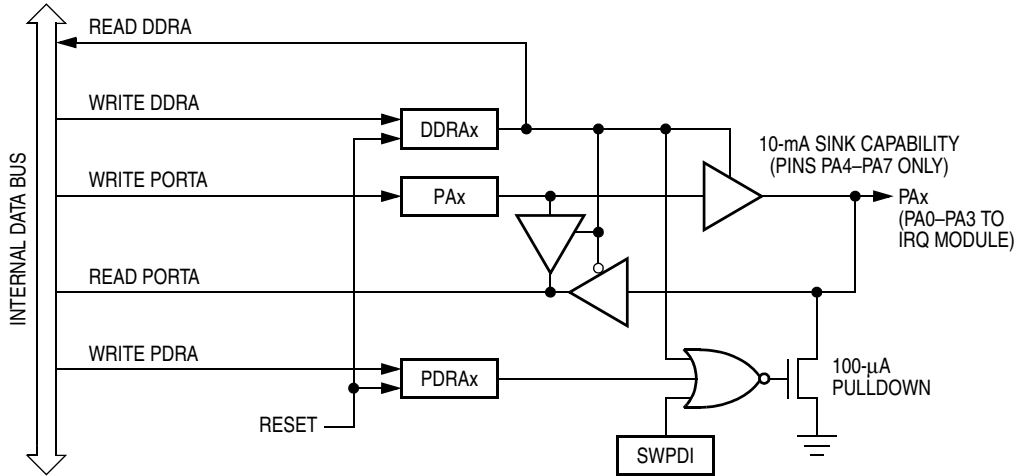 READ DDRA
WRITE DDRA
DDRAx
10-mA SINK CAPABILITY
(PINS PA4–PA7 ONLY)
WRITE PORTA
PAx
PAx
(PA0–PA3 TO
IRQ MODULE)
INTERNAL DATA BUS
READ PORTA
WRITE PDRA
PDRAx
100-µA
PULLDOWN
RESET
SWPDI